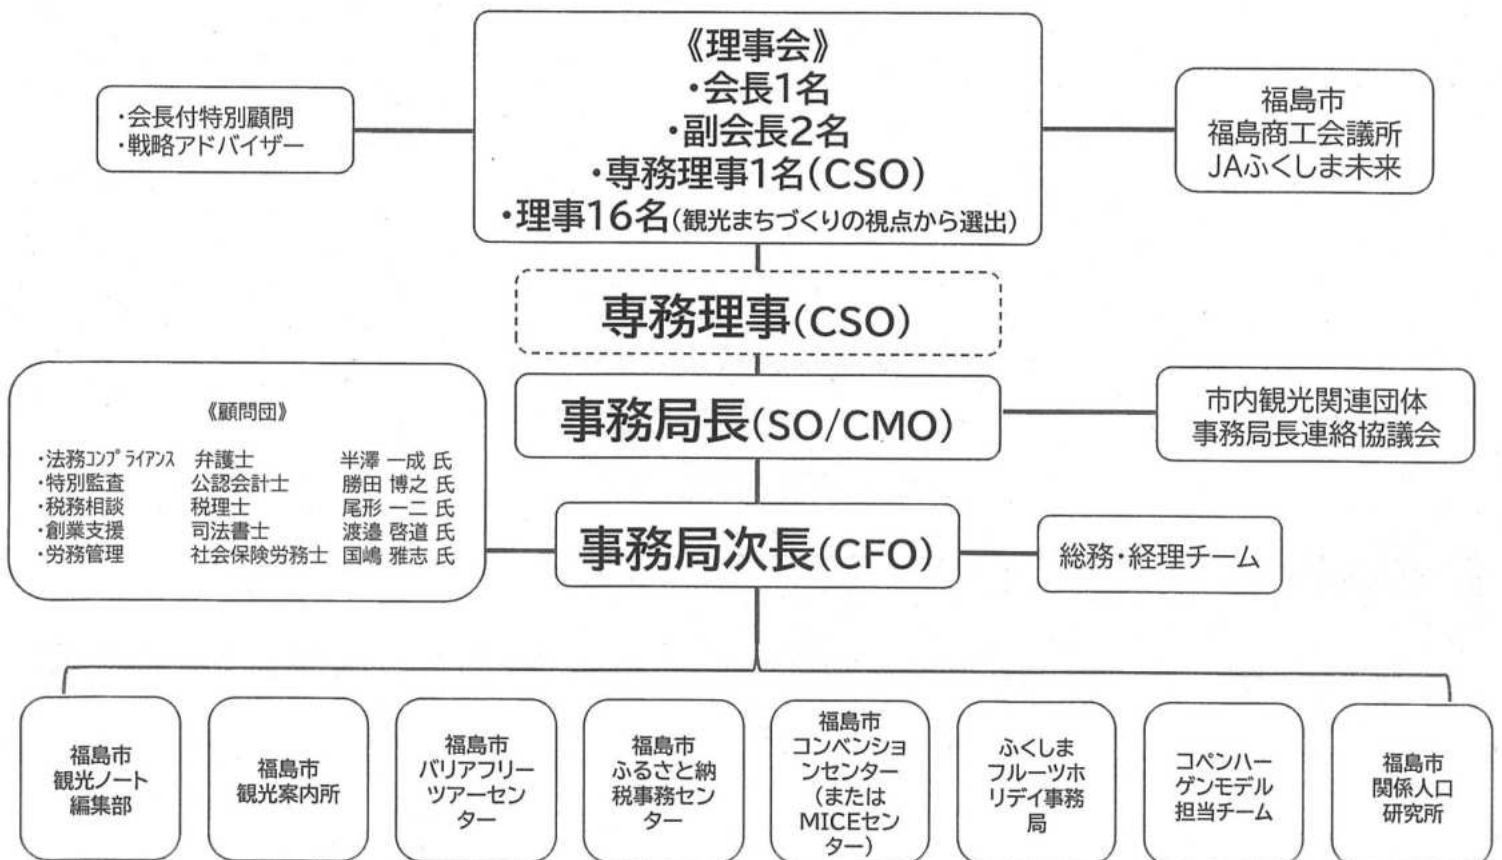 《理事会》
・会長1名
・副会長2名
・専務理事1名(CSO)
・理事16名(観光まちづくりの視点から選出)
・会長付特別顧問
・戦略アドバイザー
福島市
福島商工会議所
JAふくしま未来
専務理事(CSO)
事務局長(SO/CMO)
市内観光関連団体
事務局長連絡協議会
《顧問団》
・法務コンプライアンス 弁護士 半澤 一成 氏
・特別監査 公認会計士 勝田 博之 氏
・税務相談 税理士 尾形 一二 氏
・創業支援 司法書士 渡邉 啓道 氏
・労務管理 社会保険労務士 国嶋 雅志 氏
事務局次長(CFO)
総務・経理チーム
福島市
観光ノート
編集部
福島市
観光案内所
福島市
バリアフリー
ツアーセン
ター
福島市
ふるさと納
税事務セン
ター
福島市
コンベンショ
ンセンター
(または
MICEセン
ター)
ふくしま
フルーツホ
リデイ事務
局
コペンハー
ゲンモデル
担当チーム
福島市
関係人口
研究所